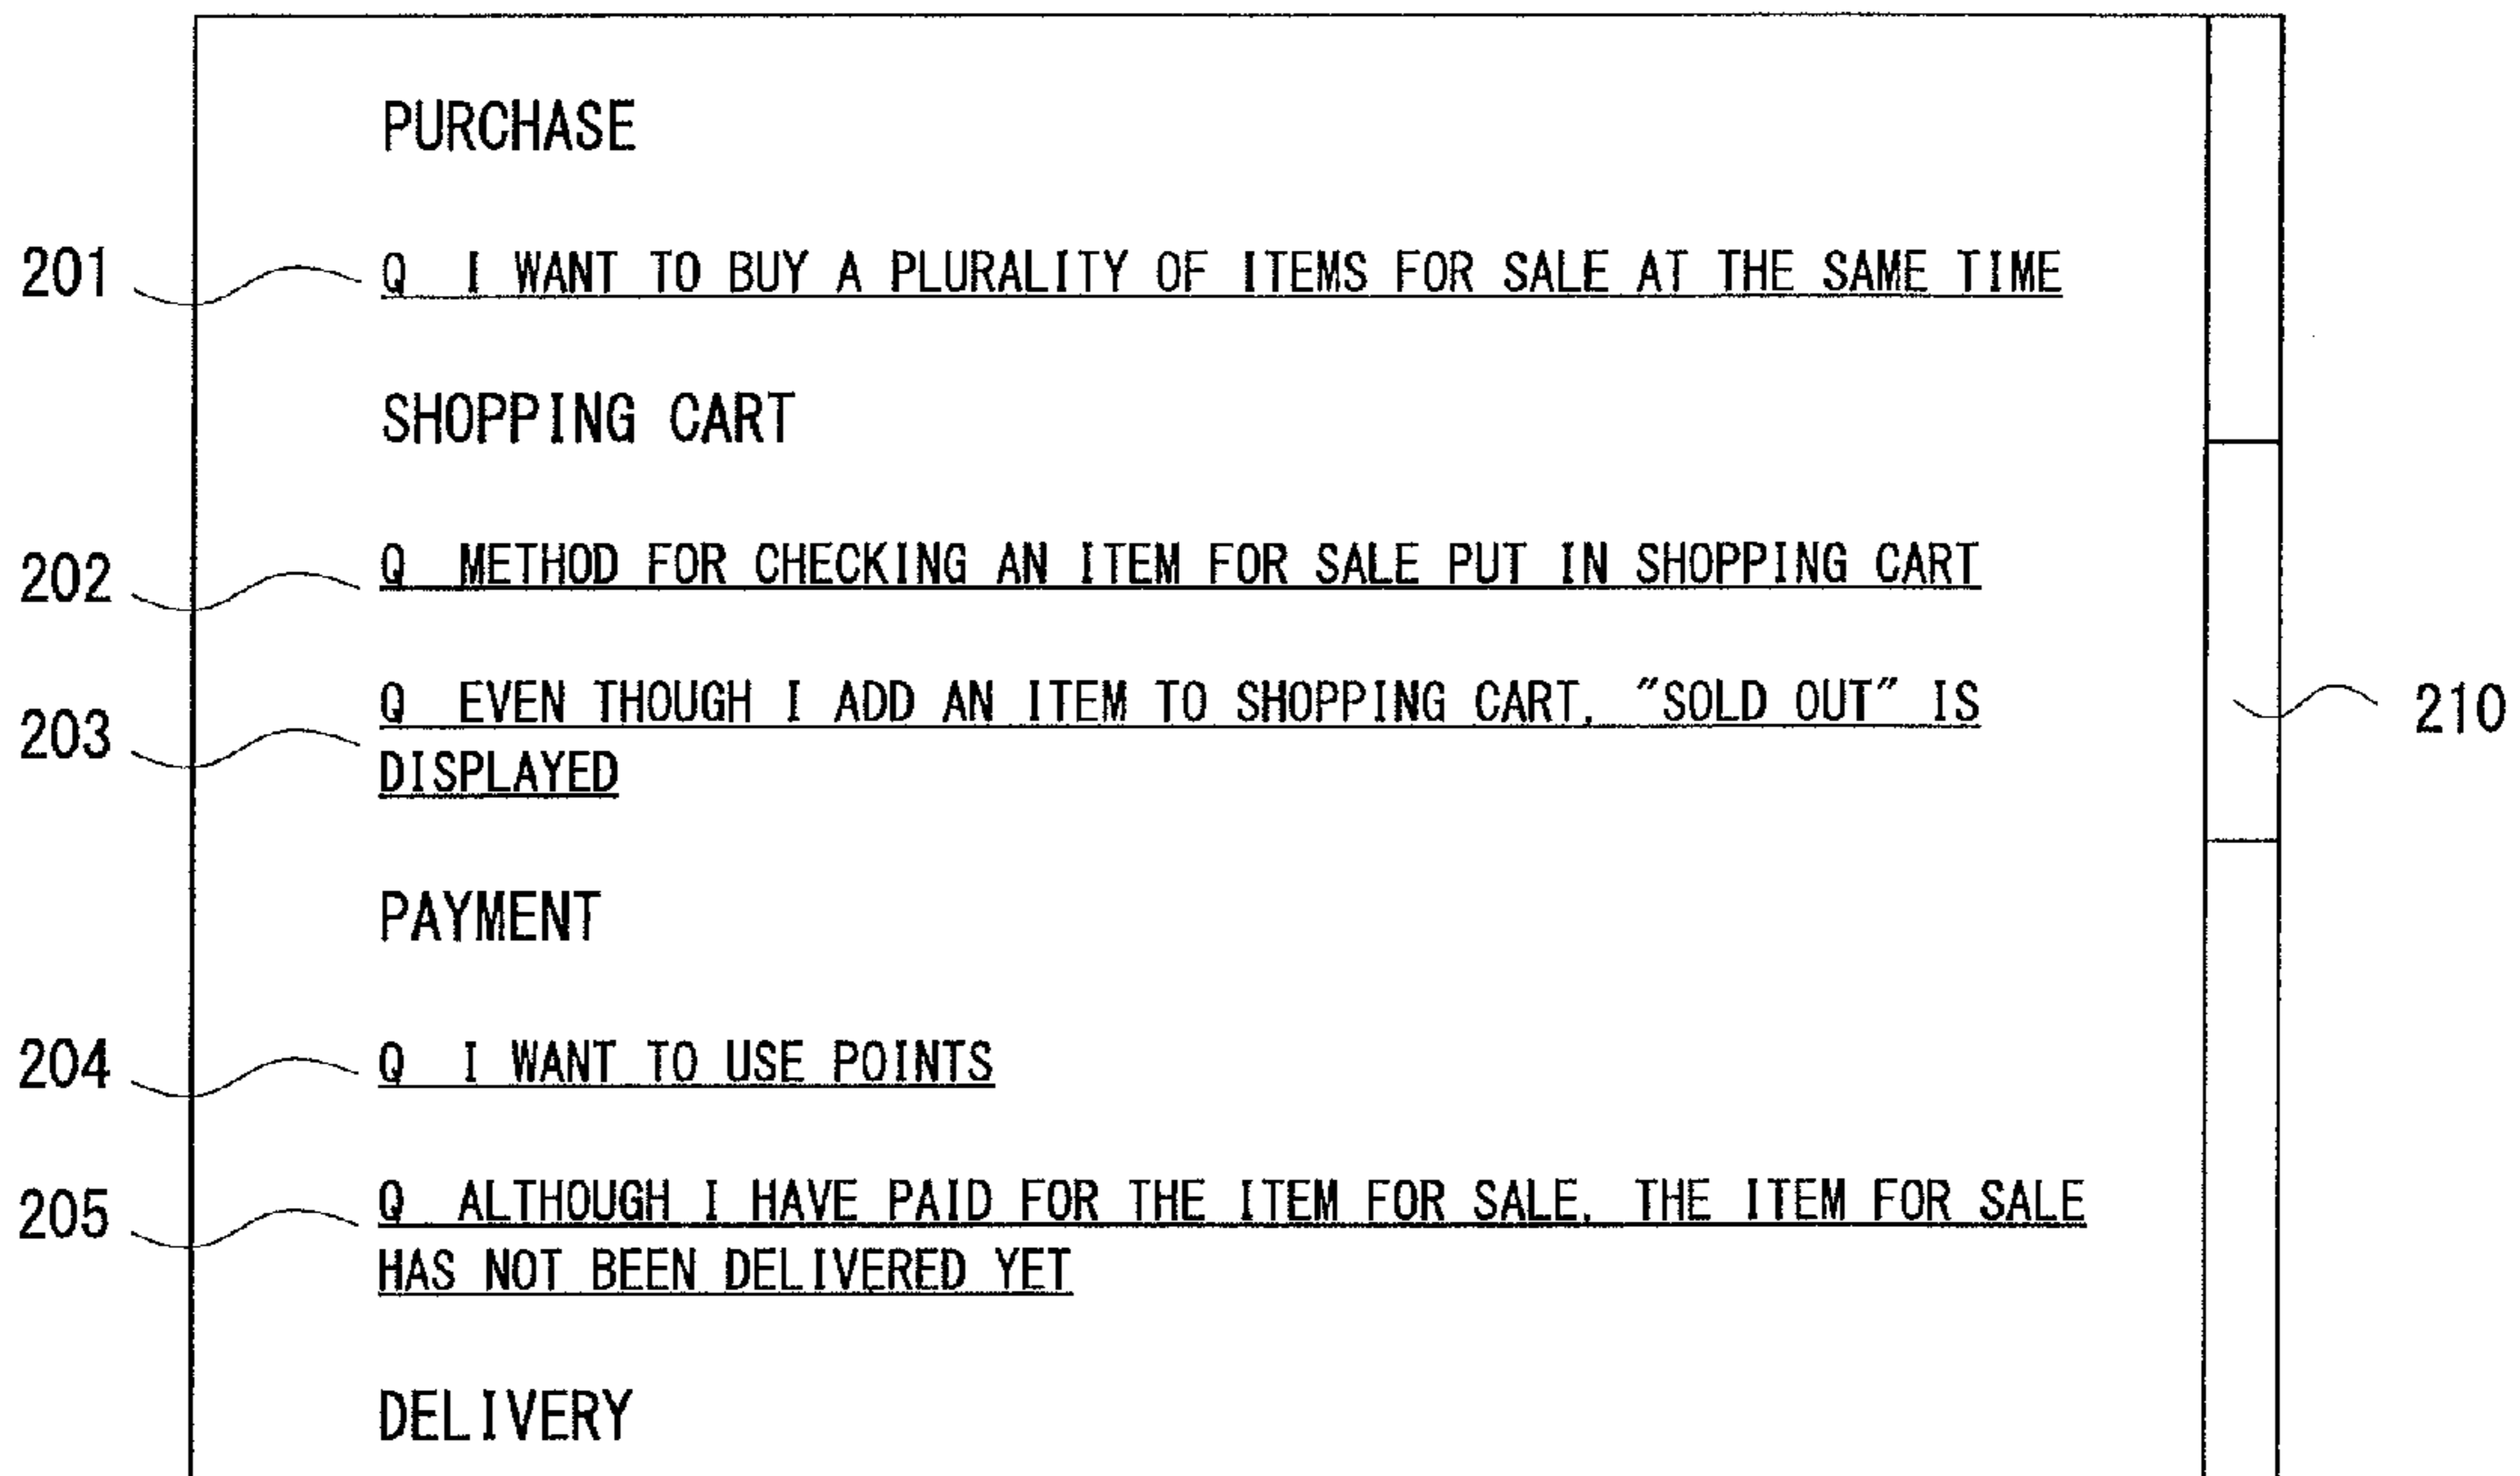 PURCHASE
201 Q I WANT TO BUY A PLURALITY OF ITEMS FOR SALE AT THE SAME TIME
SHOPPING CART
202 Q METHOD FOR CHECKING AN ITEM FOR SALE PUT IN SHOPPING CART
203 Q EVEN THOUGH I ADD AN ITEM TO SHOPPING CART, "SOLD OUT" IS
DISPLAYED
210
PAYMENT
204 Q I WANT TO USE POINTS
205 Q ALTHOUGH I HAVE PAID FOR THE ITEM FOR SALE, THE ITEM FOR SALE
HAS NOT BEEN DELIVERED YET
DELIVERY